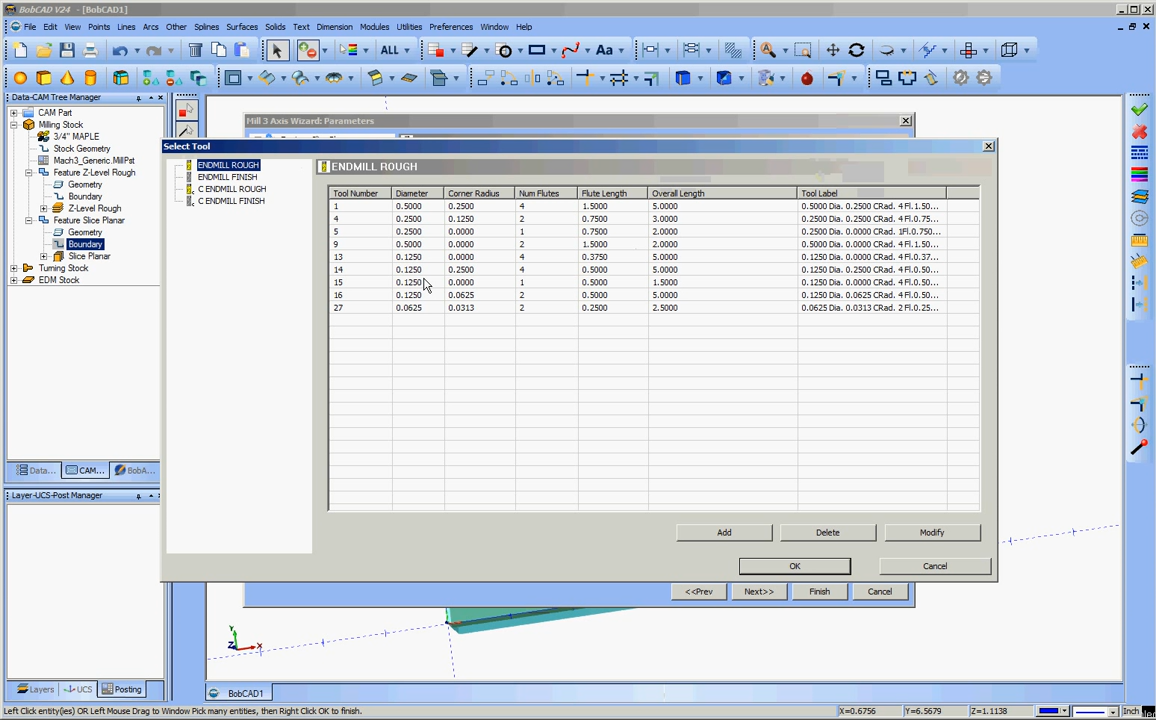 BobCAD V24 - [BobCAD1]
File Edit View Points Lines Arcs Other Splines Surfaces Solids Text Dimension Modules Utilities Preferences Window Help
ALL
Aa
Data-CAM Tree Manager
CAM Part
Milling Stock
3/4" MAPLE
Stock Geometry
Mach3_Generic.MillPst
Feature Z-Level Rough
Geometry
Boundary
Z-Level Rough
Feature Slice Planar
Geometry
Boundary
Slice Planar
Turning Stock
EDM Stock
Data... CAM... BobA...
Layer-UCS-Post Manager
Layers UCS Posting
Mill 3 Axis Wizard: Parameters
Select Tool
ENDMILL ROUGH
ENDMILL FINISH
C ENDMILL ROUGH
C ENDMILL FINISH
ENDMILL ROUGH
Tool Number Diameter Corner Radius Num Flutes Flute Length Overall Length Tool Label
1 0.5000 0.2500 4 1.5000 5.0000 0.5000 Dia. 0.2500 CRad. 4 Fl.1.50...
4 0.2500 0.1250 2 0.7500 3.0000 0.2500 Dia. 0.1250 CRad. 4 Fl.0.75...
5 0.2500 0.0000 1 0.7500 2.0000 0.2500 Dia. 0.0000 CRad. 1Fl.0.750...
9 0.5000 0.0000 2 1.5000 2.0000 0.5000 Dia. 0.0000 CRad. 4 Fl.1.50...
13 0.1250 0.0000 4 0.3750 5.0000 0.1250 Dia. 0.0000 CRad. 4 Fl.0.37...
14 0.1250 0.2500 4 0.5000 5.0000 0.1250 Dia. 0.2500 CRad. 4 Fl.0.50...
15 0.1250 0.0000 1 0.5000 1.5000 0.1250 Dia. 0.0000 CRad. 4 Fl.0.50...
16 0.1250 0.0625 2 0.5000 5.0000 0.1250 Dia. 0.0625 CRad. 4 Fl.0.50...
27 0.0625 0.0313 2 0.2500 2.5000 0.0625 Dia. 0.0313 CRad. 2 Fl.0.25...
Add Delete Modify
OK Cancel
<<Prev Next>> Finish Cancel
Y
Z X
BobCAD1
Left Click entity(ies) OR Left Mouse Drag to Window Pick many entities, then Right Click OK to finish. X=0.6756 Y=6.5679 Z=1.1138 Inch